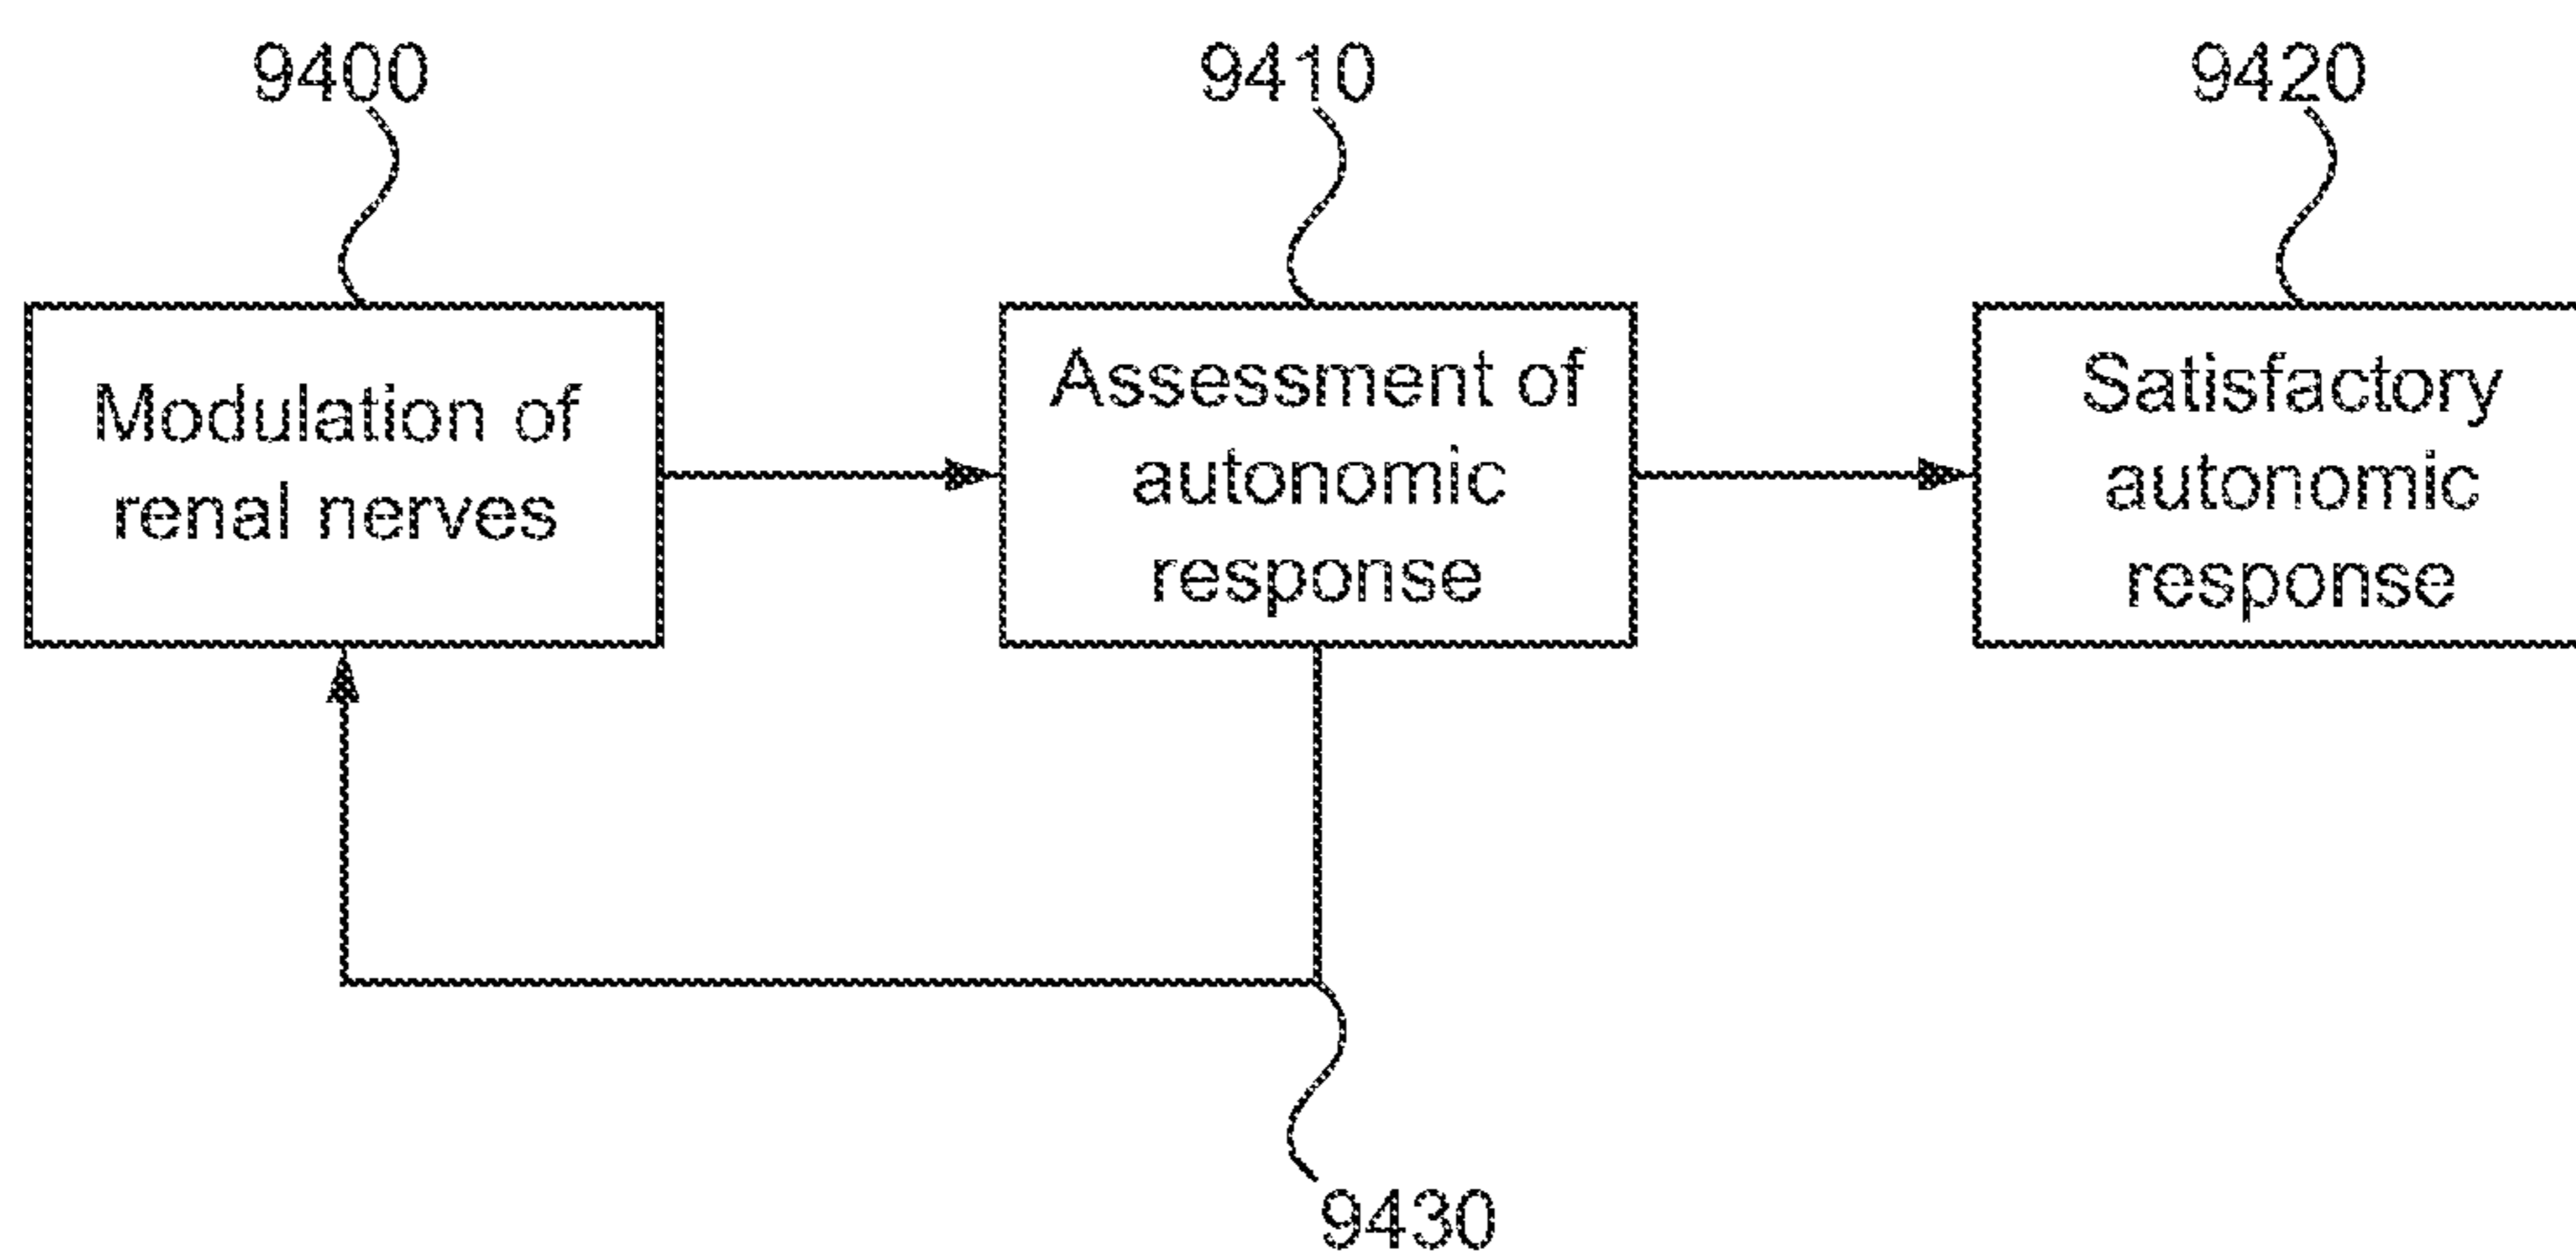 9400
9410
9420
Modulation of
renal nerves
Assessment of
autonomic
response
Satisfactory
autonomic
response
9430